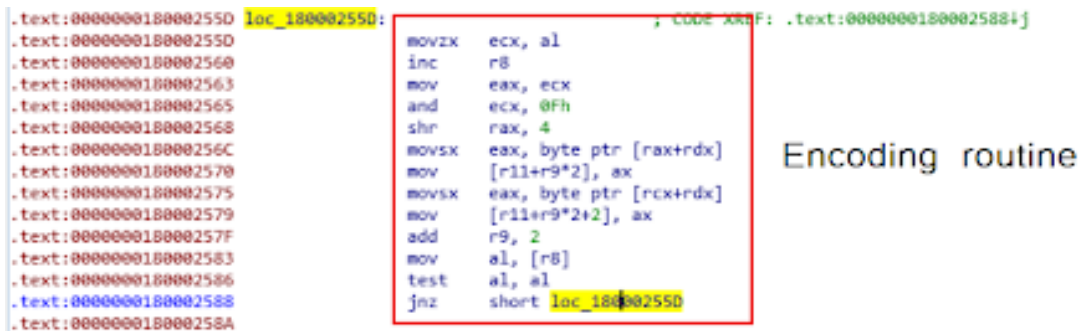 .text:000000018000255D loc_18000255D: ; CODE XREF: .text:0000000180002588↓j
.text:000000018000255D movzx ecx, al
.text:0000000180002560 inc r8
.text:0000000180002563 mov eax, ecx
.text:0000000180002565 and ecx, 0Fh
.text:0000000180002568 shr rax, 4
.text:000000018000256C movsx eax, byte ptr [rax+rdx]
.text:0000000180002570 mov [r11+r9*2], ax
.text:0000000180002575 movsx eax, byte ptr [rcx+rdx]
.text:0000000180002579 mov [r11+r9*2+2], ax
.text:000000018000257F add r9, 2
.text:0000000180002583 mov al, [r8]
.text:0000000180002586 test al, al
.text:0000000180002588 jnz short loc_18000255D
.text:000000018000258A
Encoding routine